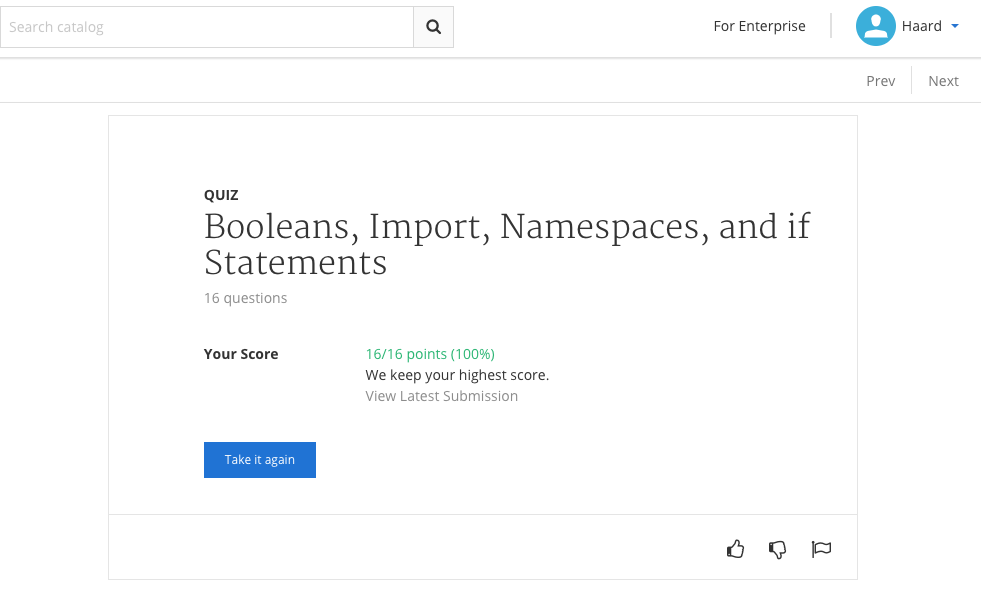 Search catalog
For Enterprise
Haard
Prev
Next
QUIZ
Booleans, Import, Namespaces, and if
Statements
16 questions
Your Score
16/16 points (100%)
We keep your highest score.
View Latest Submission
Take it again